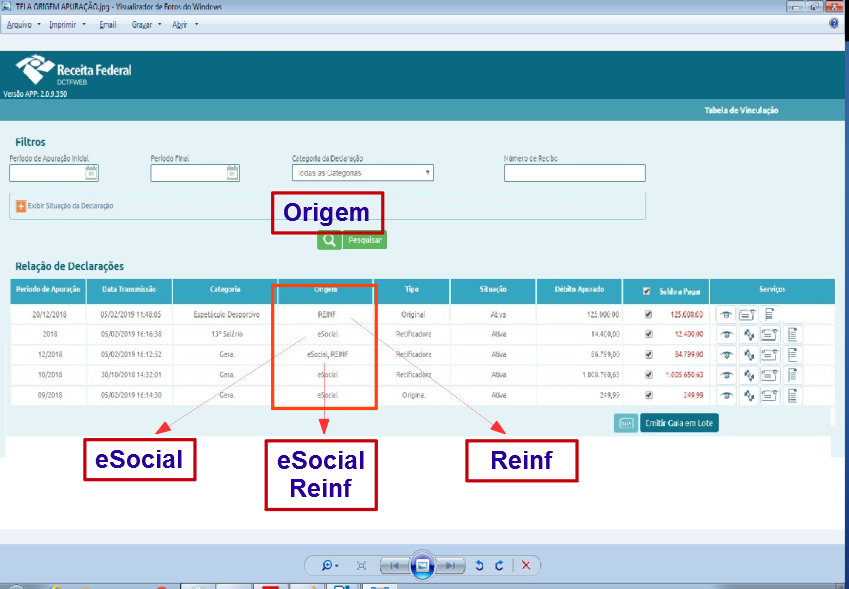 TELA ORIGEM APURAÇÃO.jpg - Visualizador de Fotos do Windows
Arquivo Imprimir Email Gravar Abrir
Receita Federal
DCTFWEB
Versão APP: 2.0.9.350
Tabela de Vinculação
Filtros
Período de Apuração Inicial Período Final Categoria da Declaração Número de Recibo
Todas as Categorias
Exibir Situação da Declaração
Origem
Pesquisar
Relação de Declarações
Período de Apuração Data Transmissão Categoria Origem Tipo Situação Débito Apurado Saldo a Pagar Serviços
20/12/2018 05/02/2019 11:48:05 Espetáculo Desportivo REINF Original Ativa 125.000,00 125.000,00
2018 05/02/2019 16:16:38 13º Salário eSocial Retificadora Ativa 14.400,00 12.400,00
12/2018 05/02/2019 16:12:52 Geral eSocial, REINF Retificadora Ativa 86.799,00 84.799,00
10/2018 30/10/2018 14:32:01 Geral eSocial Retificadora Ativa 1.008.760,63
09/2018 05/02/2019 16:14:30 Geral eSocial Original Ativa 249,99 249,99
Emitir Guia em Lote
eSocial
eSocial
Reinf
Reinf